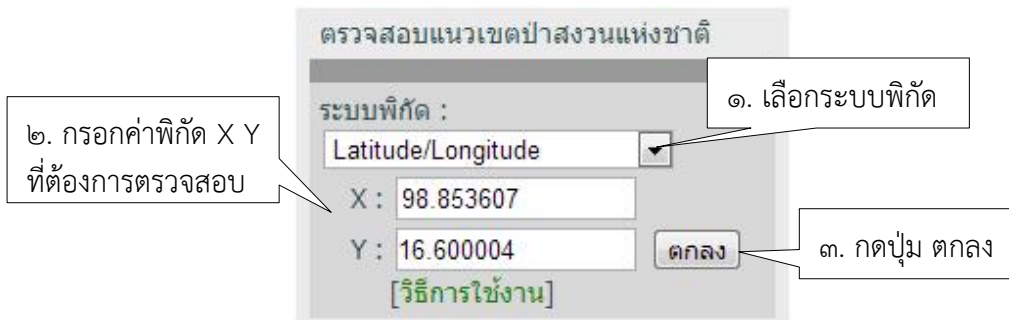 ตรวจสอบแนวเขตป่าสงวนแห่งชาติ
ระบบพิกัด :
๑. เลือกระบบพิกัด
Latitude/Longitude
๒. กรอกค่าพิกัด X Y
ที่ต้องการตรวจสอบ
X : 98.853607
Y : 16.600004
ตกลง
๓. กดปุ่ม ตกลง
[วิธีการใช้งาน]